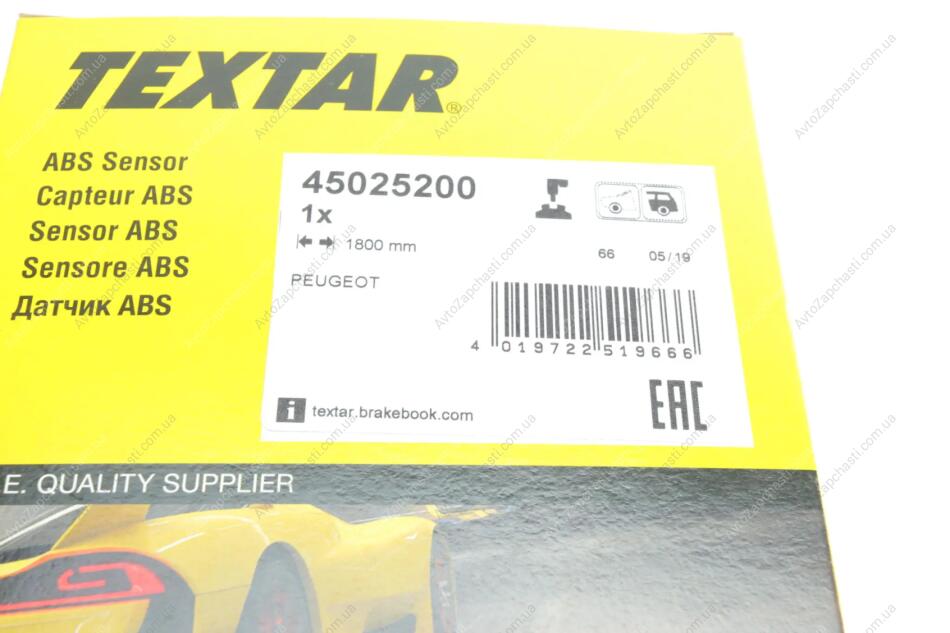 TEXTAR®
ABS Sensor
Capteur ABS
Sensor ABS
Sensore ABS
Датчик ABS
45025200
1x
1800 mm
66 05/19
PEUGEOT
4 019722 519666
i textar.brakebook.com
EAC
E. QUALITY SUPPLIER
AvtoZapchasti.com.ua